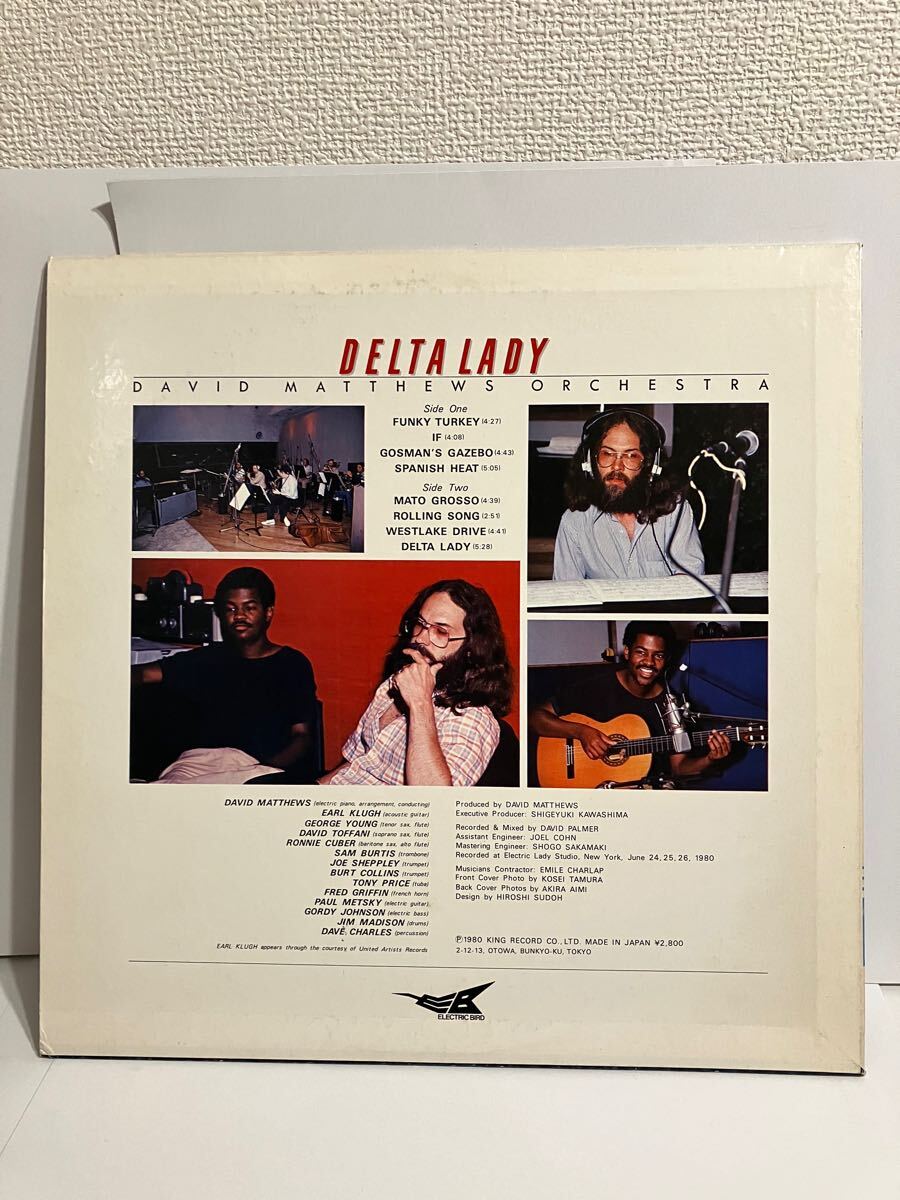 DELTA LADY
DAVID MATTHEWS ORCHESTRA
Side One
FUNKY TURKEY (4:27)
IF (4:08)
GOSMAN'S GAZEBO (4:43)
SPANISH HEAT (5:05)
Side Two
MATO GROSSO (4:39)
ROLLING SONG (2:51)
WESTLAKE DRIVE (4:41)
DELTA LADY (5:28)
DAVID MATTHEWS (electric piano, arrangement, conducting)
EARL KLUGH (acoustic guitar)
GEORGE YOUNG (tenor sax, flute)
DAVID TOFFANI (soprano sax, flute)
RONNIE CUBER (baritone sax, alto flute)
SAM BURTIS (trombone)
JOE SHEPPLEY (trumpet)
BURT COLLINS (trumpet)
TONY PRICE (tuba)
FRED GRIFFIN (french horn)
PAUL METSKY (electric guitar)
GORDY JOHNSON (electric bass)
JIM MADISON (drums)
DAVE CHARLES (percussion)
EARL KLUGH appears through the courtesy of United Artists Records
Produced by DAVID MATTHEWS
Executive Producer: SHIGEYUKI KAWASHIMA
Recorded & Mixed by DAVID PALMER
Assistant Engineer: JOEL COHN
Mastering Engineer: SHOGO SAKAMAKI
Recorded at Electric Lady Studio, New York, June 24, 25, 26, 1980
Musicians Contractor: EMILE CHARLAP
Front Cover Photo by KOSEI TAMURA
Back Cover Photos by AKIRA AIMI
Design by HIROSHI SUDOH
Ⓟ1980 KING RECORD CO., LTD. MADE IN JAPAN ¥2,800
2-12-13, OTOWA, BUNKYO-KU, TOKYO
EB
ELECTRIC BIRD